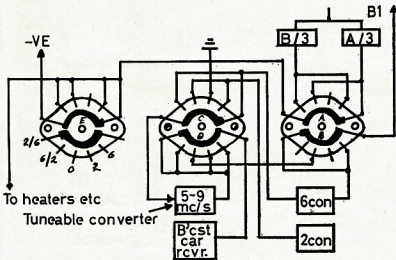 B1
B/3
A/3
-VE
E
C
D
A
B
2/6
6/2
0
2
6
To heaters etc
Tuneable converter
5-9
mc/s
6con
B'cst
car
rcvr.
2con